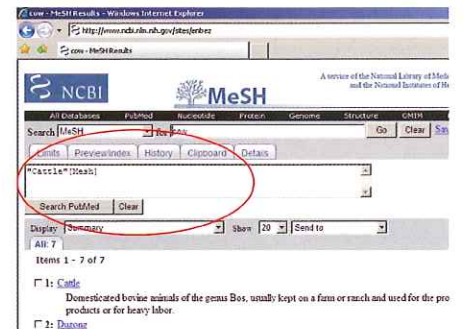 cow - MeSH Results - Windows Internet Explorer
http://www.ncbi.nlm.nih.gov/sites/entrez
cow - MeSH Results
A service of the National Library of Medi
and the National Institutes of He
NCBI
MeSH
All Databases PubMed Nucleotide Protein Genome Structure OMIM
Search MeSH for cow Go Clear Sav
Limits Preview/Index History Clipboard Details
"Cattle"[Mesh]
Search PubMed Clear
Display Summary Show 20 Send to
All: 7
Items 1 - 7 of 7
1: Cattle
Domesticated bovine animals of the genus Bos, usually kept on a farm or ranch and used for the pro
products or for heavy labor.
2: